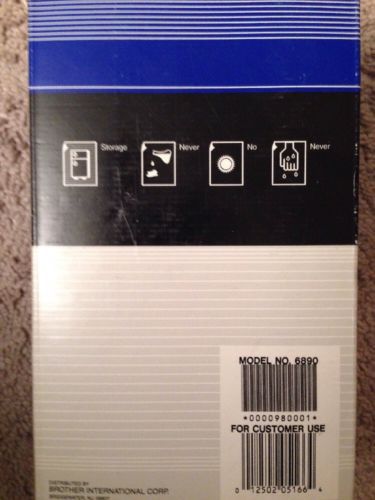 Storage
Never
No
Never
MODEL NO. 6890
*0000980001*
FOR CUSTOMER USE
0 12502 05166 4
DISTRIBUTED BY
BROTHER INTERNATIONAL CORP.